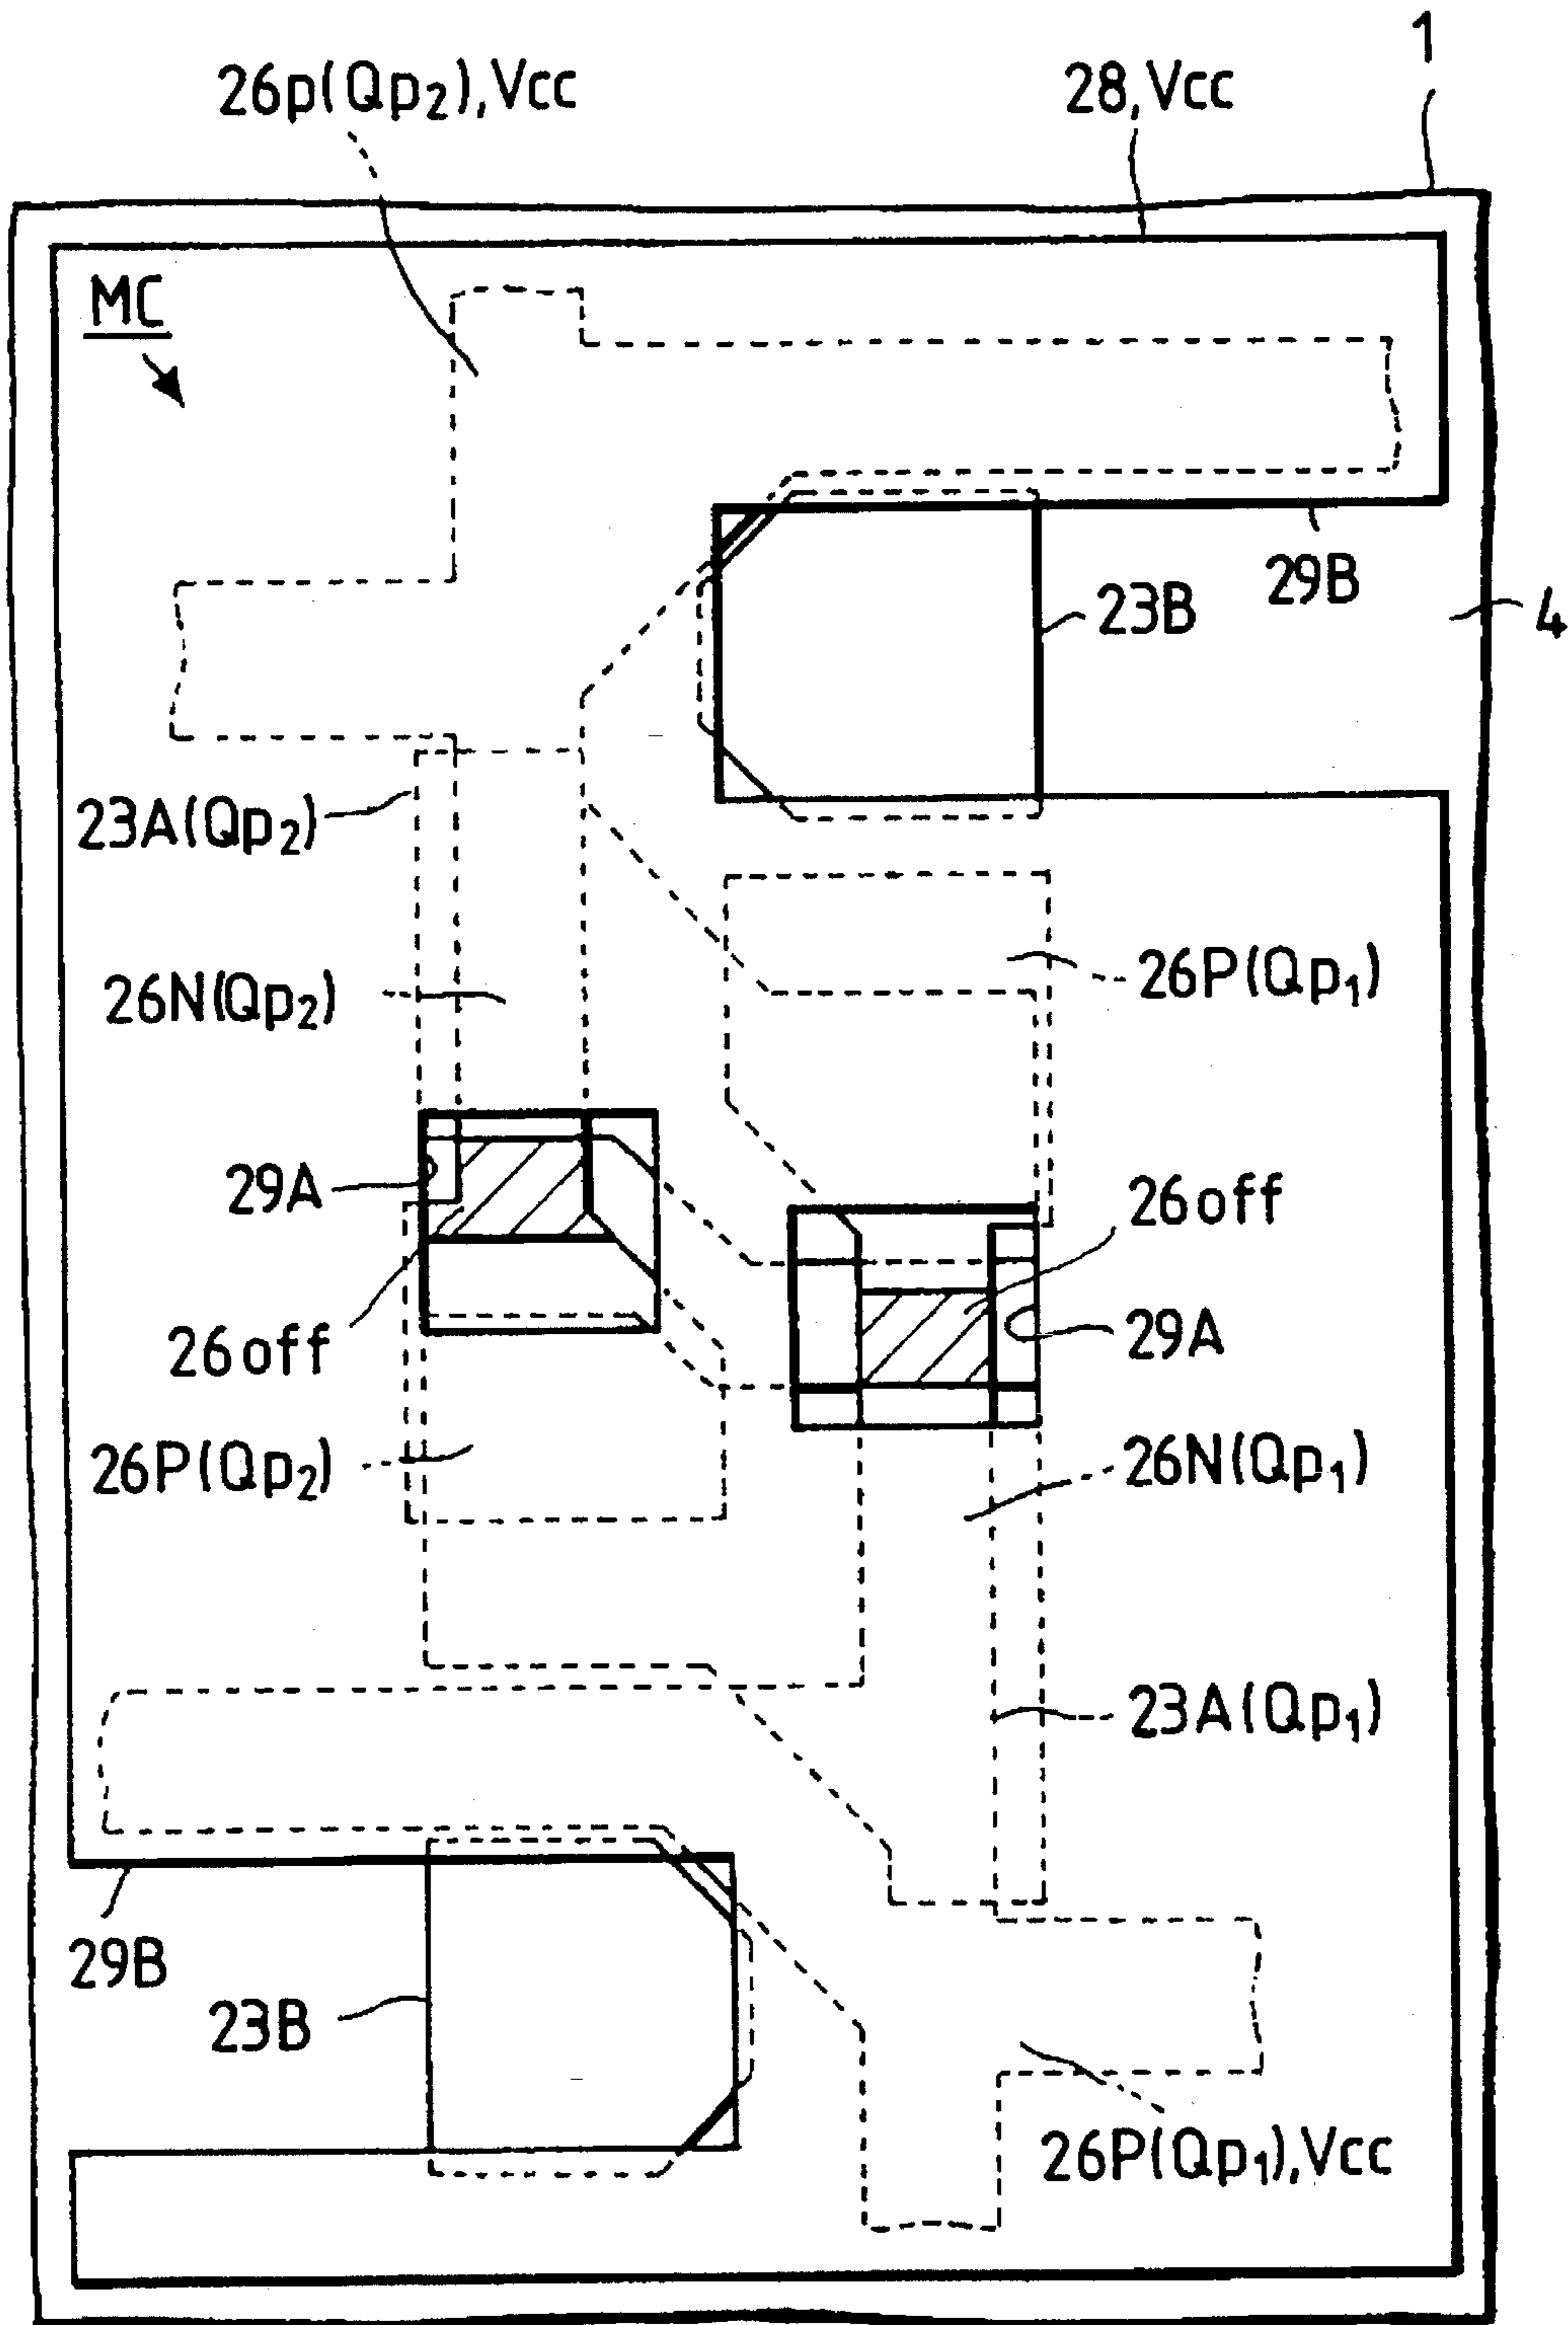 1
26p(Qp2),Vcc
28,Vcc
MC
29B
23B
4
23A(Qp2)
26N(Qp2)
26P(Qp1)
29A
26off
26off
29A
26P(Qp2)
26N(Qp1)
23A(Qp1)
29B
23B
26P(Qp1),Vcc